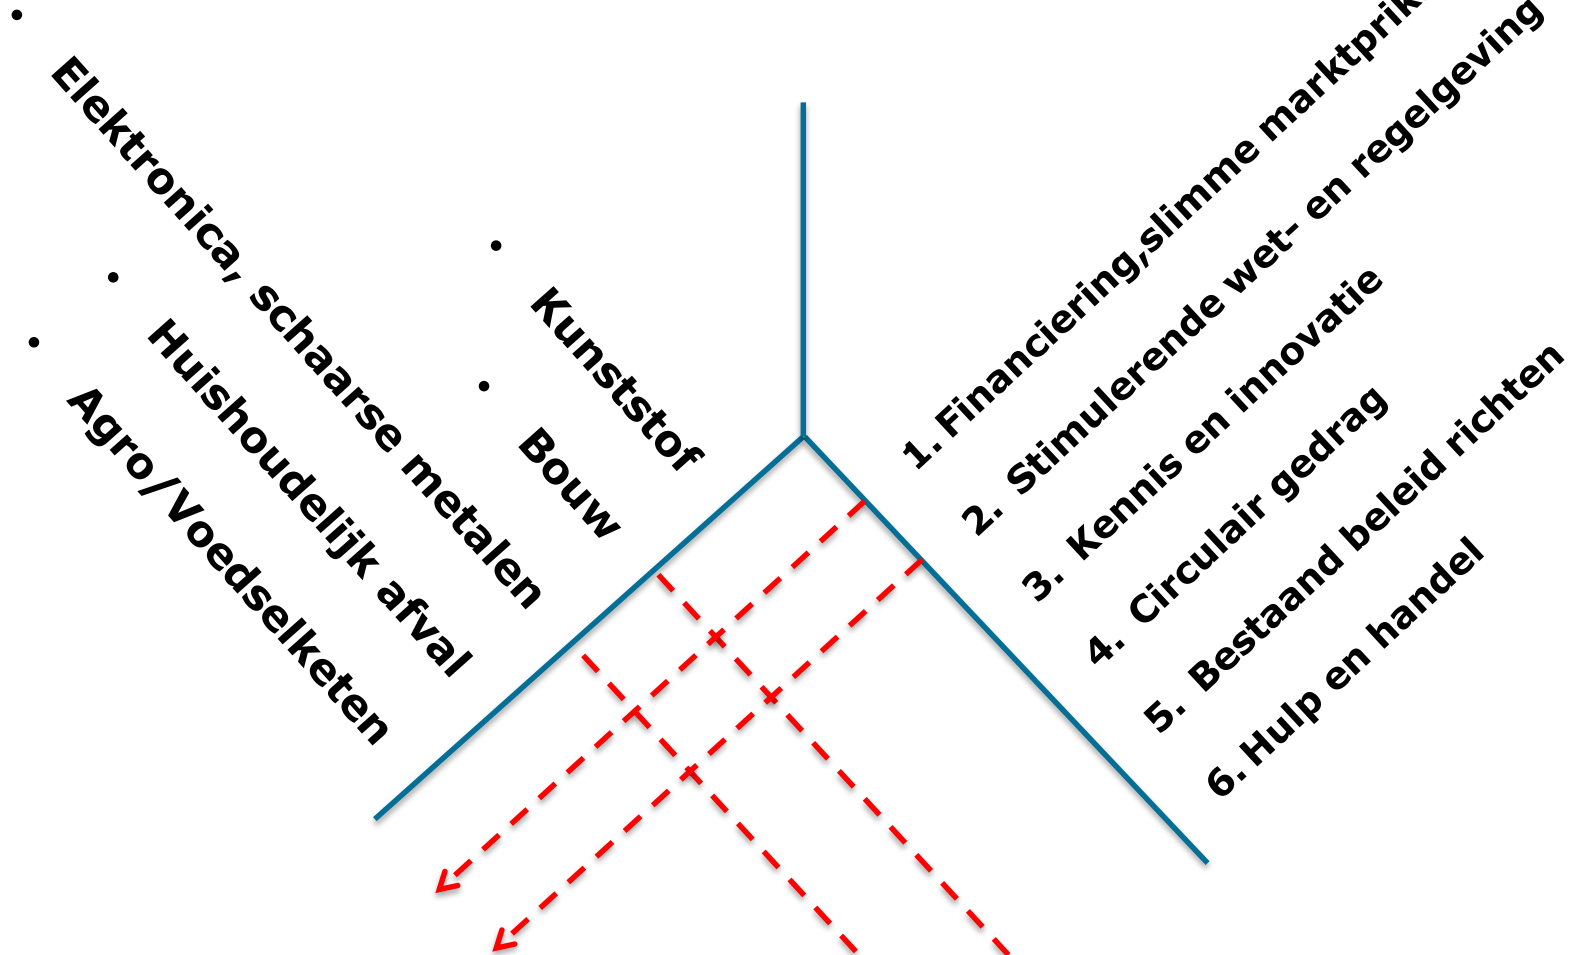 • Elektronica, schaarse metalen
• Huishoudelijk afval
• Agro/Voedselketen
• Kunststof
• Bouw
1. Financiering,slimme
2. Stimulerende wet- en regelgeving
3. Kennis en innovatie
4. Circulair gedrag
5. Bestaand beleid richten
6. Hulp en handel